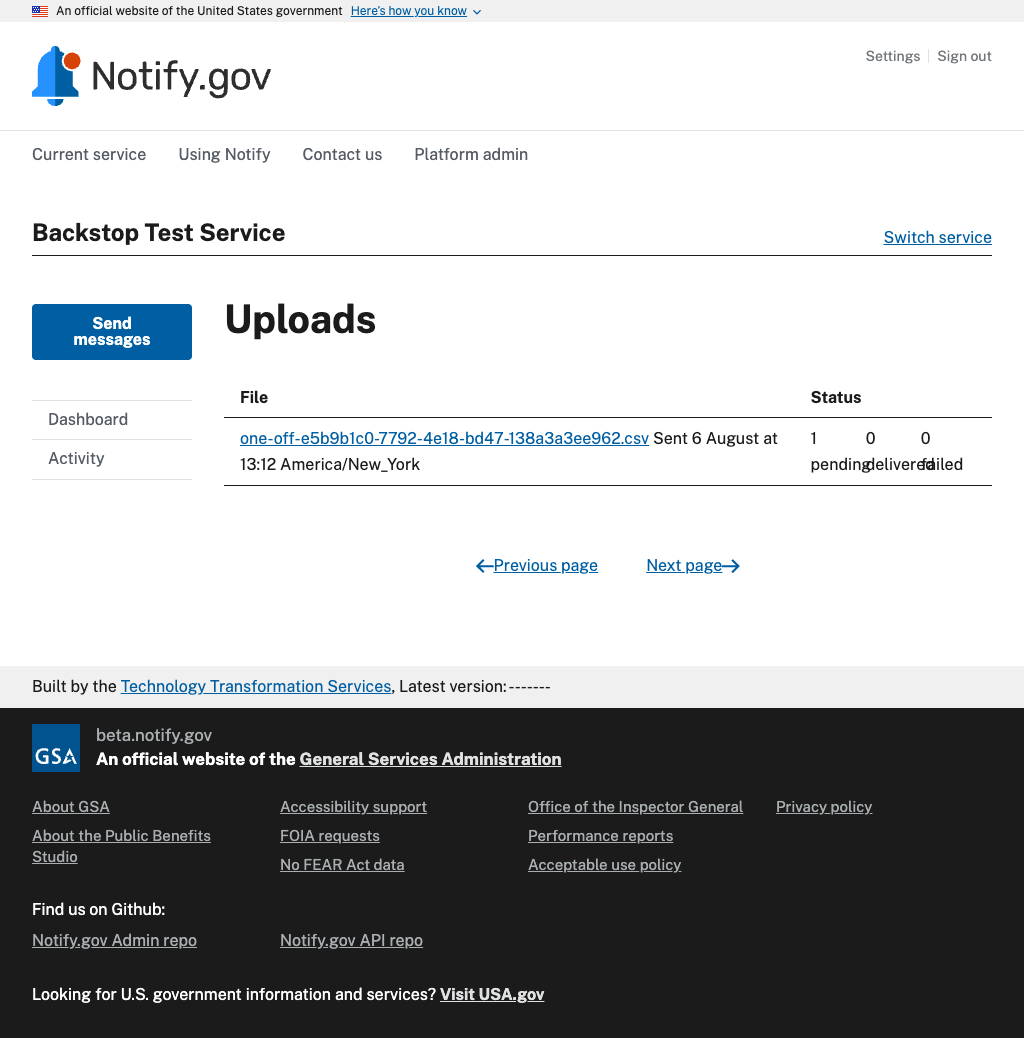 An official website of the United States government Here's how you know
Notify.gov
Settings Sign out
Current service Using Notify Contact us Platform admin
Backstop Test Service
Switch service
Send
messages
Dashboard
Activity
Uploads
File Status
one-off-e5b9b1c0-7792-4e18-bd47-138a3a3ee962.csv Sent 6 August at
13:12 America/New_York
1 0 0
pending delivered failed
Previous page Next page
Built by the Technology Transformation Services, Latest version:-------
GSA
beta.notify.gov
An official website of the General Services Administration
About GSA Accessibility support Office of the Inspector General Privacy policy
About the Public Benefits
Studio
FOIA requests Performance reports
No FEAR Act data Acceptable use policy
Find us on Github:
Notify.gov Admin repo Notify.gov API repo
Looking for U.S. government information and services? Visit USA.gov